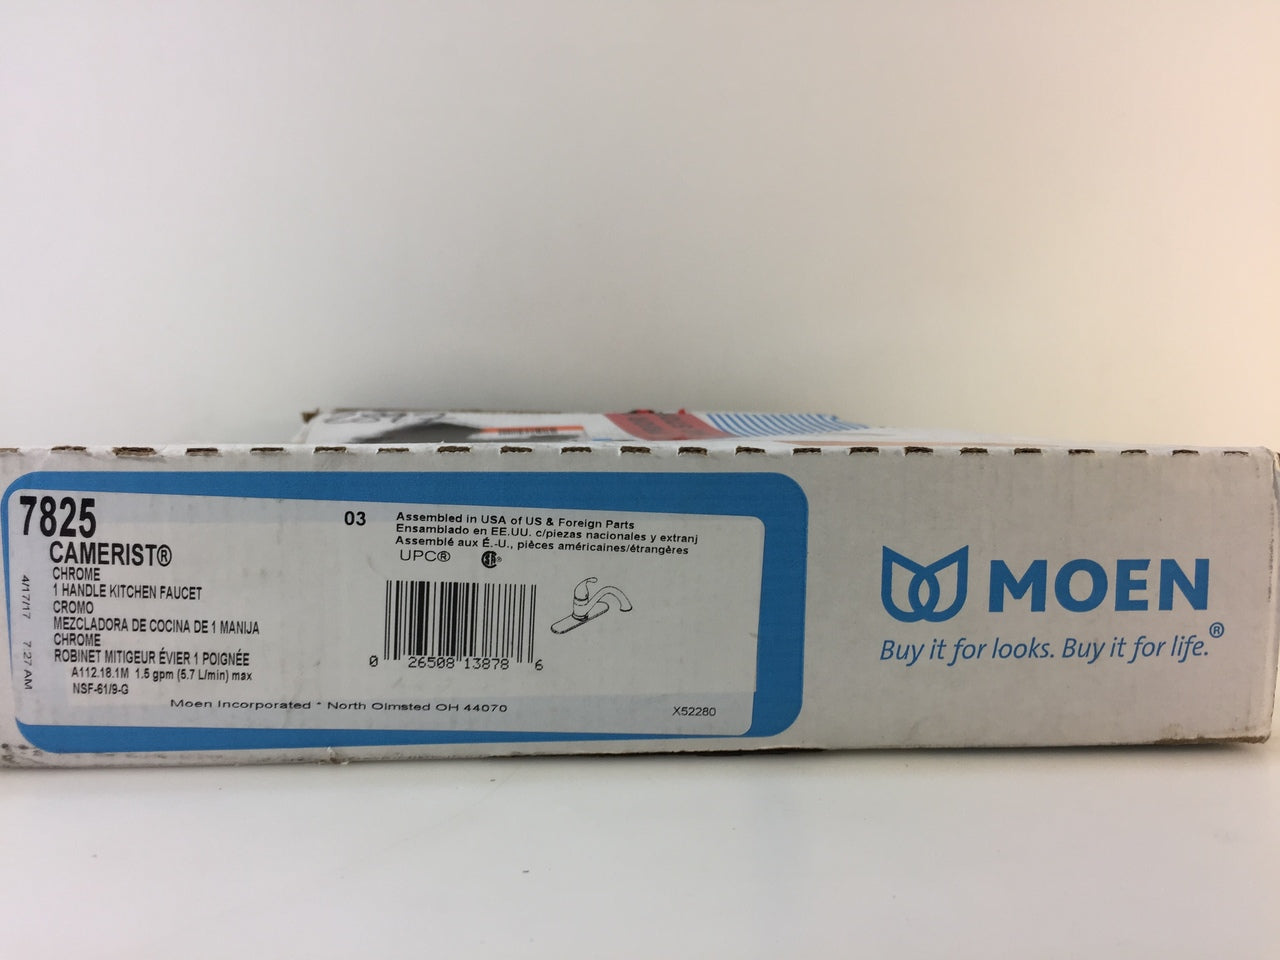 7825
CAMERIST®
CHROME
1 HANDLE KITCHEN FAUCET
CROMO
MEZCLADORA DE COCINA DE 1 MANIJA
CHROME
ROBINET MITIGEUR ÉVIER 1 POIGNÉE
A112.18.1M 1.5 gpm (5.7 L/min) max
NSF-61/9-G
4/17/17 7:27 AM
03
Assembled in USA of US & Foreign Parts
Ensamblado en EE.UU. c/piezas nacionales y extranj
Assemblé aux É.-U., pièces américaines/étrangères
UPC®
0 26508 13878 6
Moen Incorporated * North Olmsted OH 44070
X52280
MOEN
Buy it for looks. Buy it for life.®